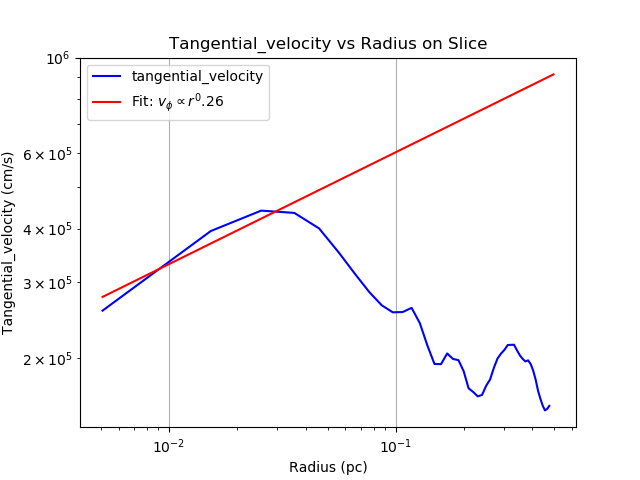 Tangential_velocity vs Radius on Slice
tangential_velocity
Fit: $v_\phi \propto r^0.26$
10^6
6 × 10^5
4 × 10^5
3 × 10^5
2 × 10^5
Tangential_velocity (cm/s)
10^-2
10^-1
Radius (pc)